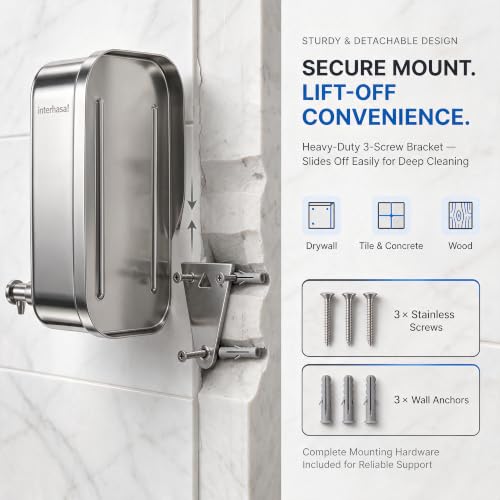 interhasa!
STURDY & DETACHABLE DESIGN
SECURE MOUNT.
LIFT-OFF
CONVENIENCE.
Heavy-Duty 3-Screw Bracket —
Slides Off Easily for Deep Cleaning
Drywall
Tile & Concrete
Wood
3 × Stainless
Screws
3 × Wall Anchors
Complete Mounting Hardware
Included for Reliable Support